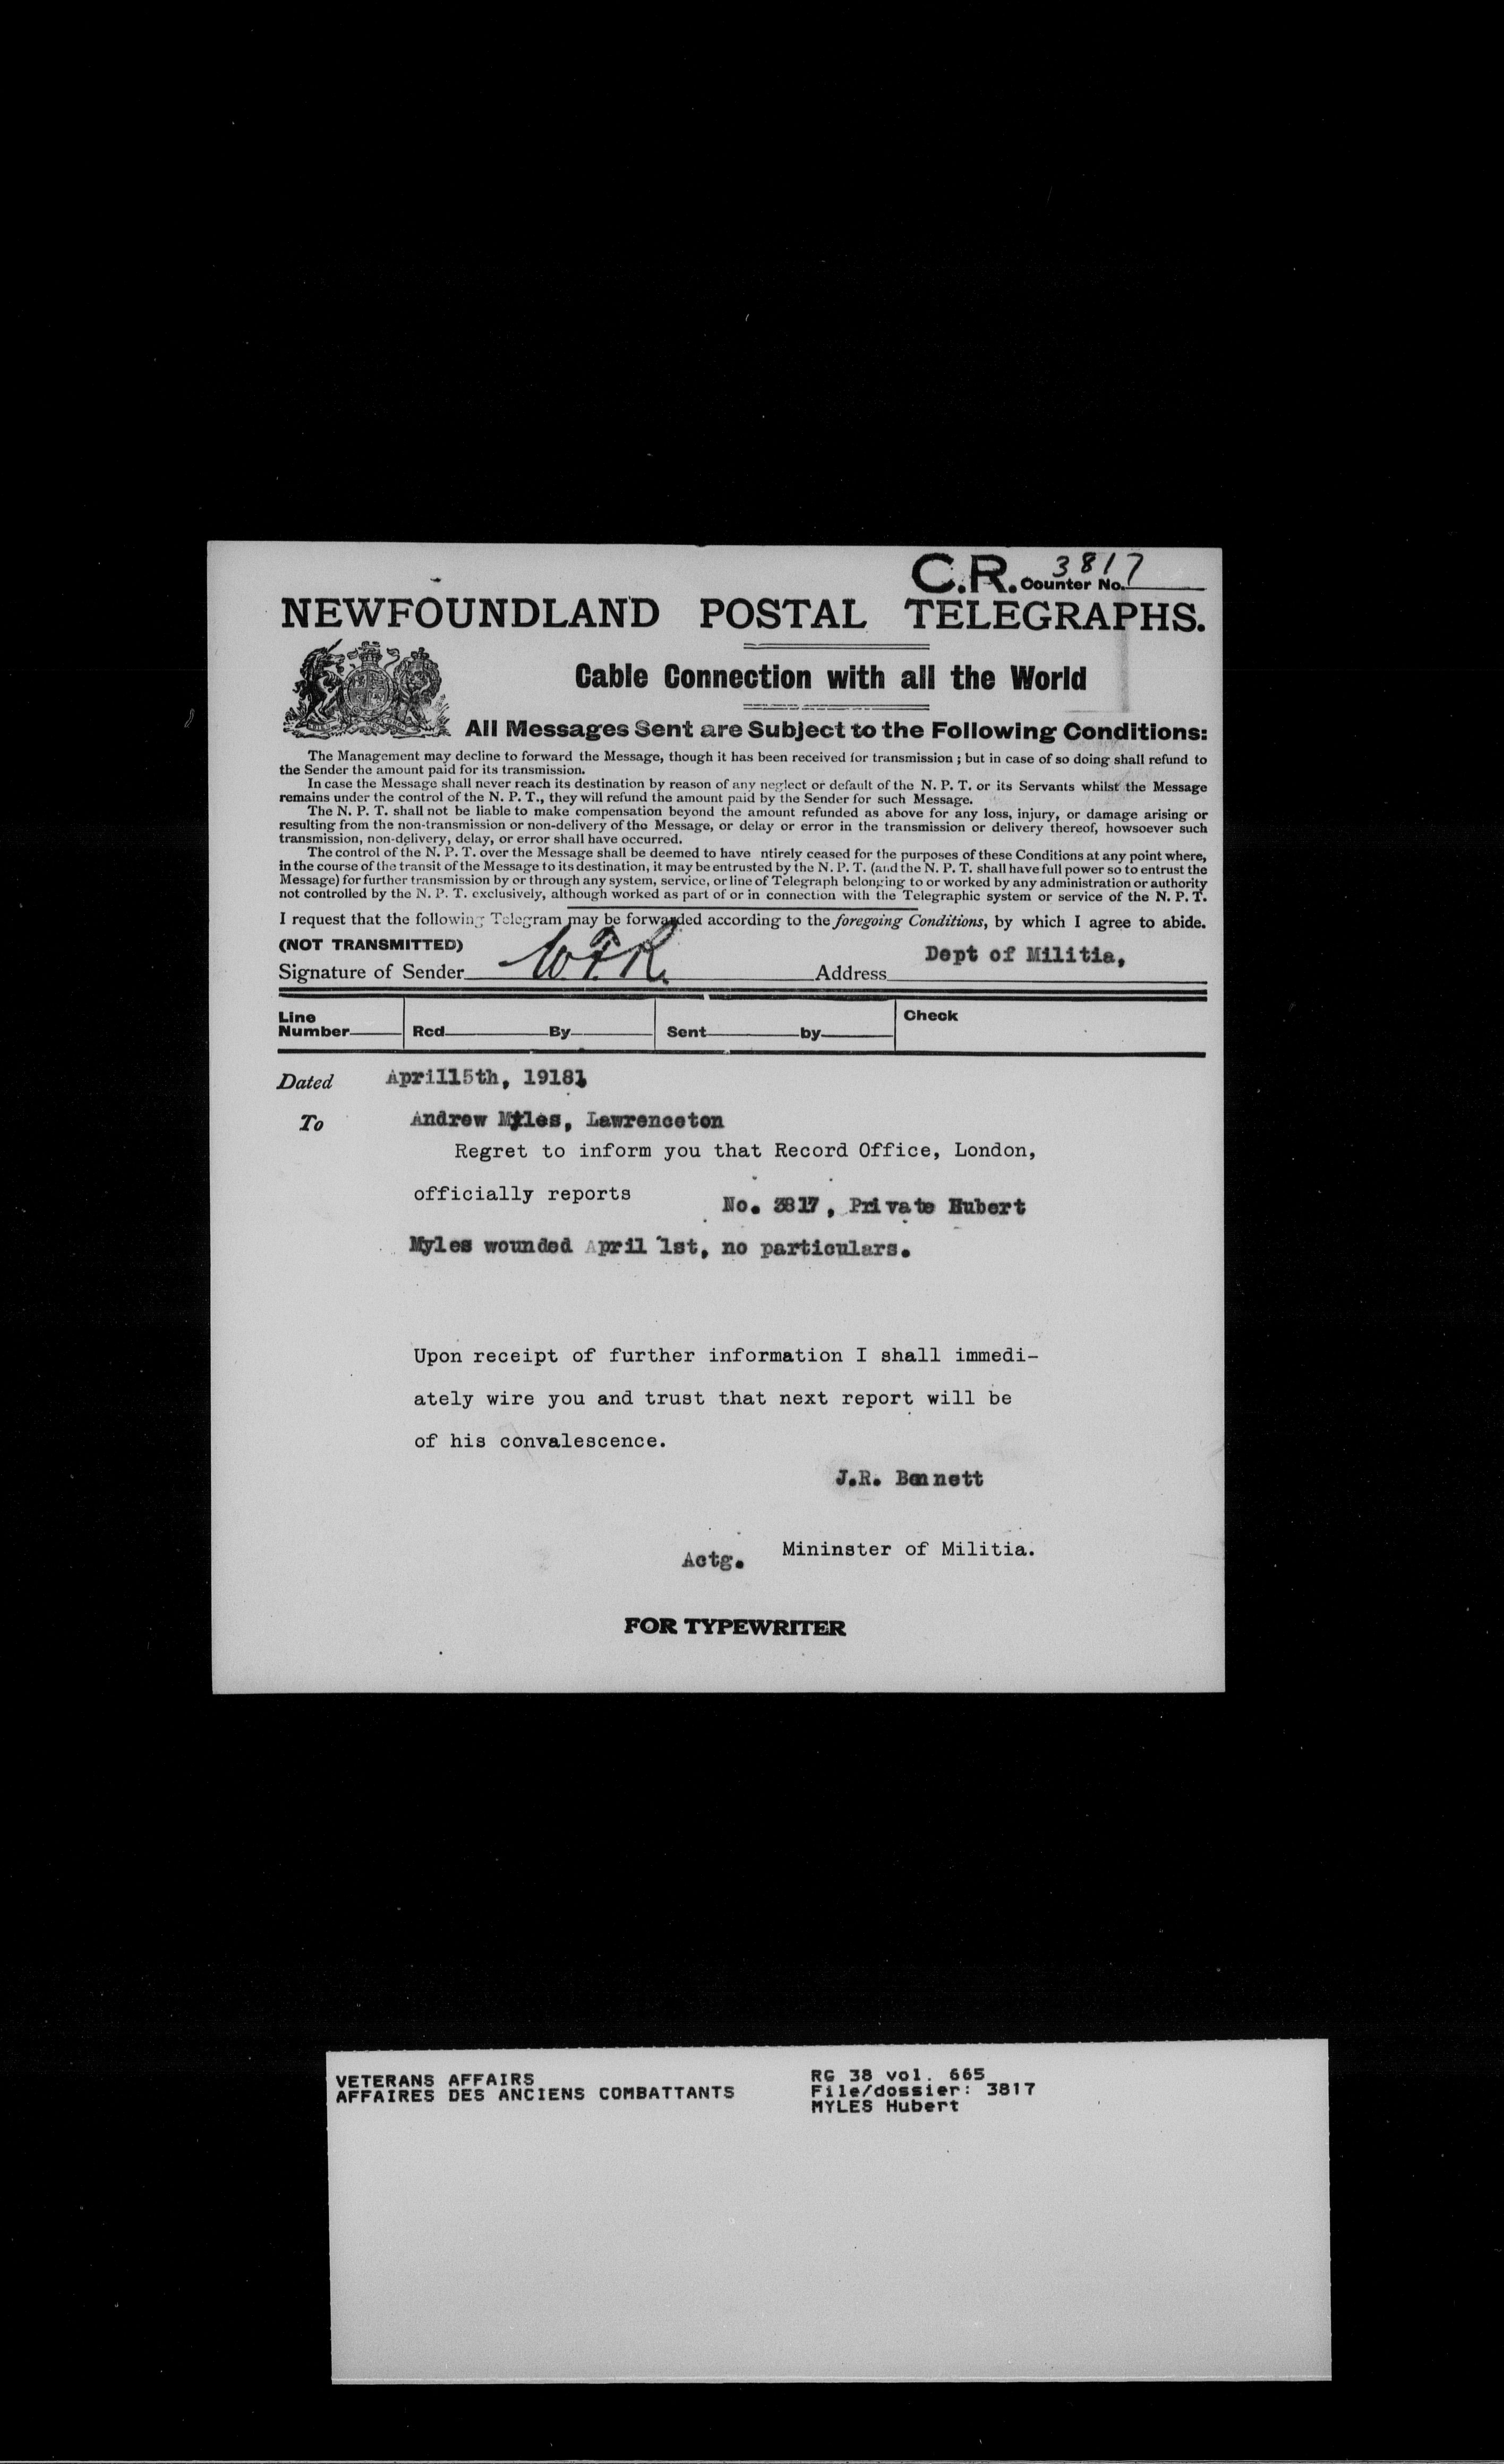 C.R. Counter No. 3817
NEWFOUNDLAND POSTAL TELEGRAPHS.
Cable Connection with all the World
All Messages Sent are Subject to the Following Conditions:
The Management may decline to forward the Message, though it has been received for transmission ; but in case of so doing shall refund to
the Sender the amount paid for its transmission.
In case the Message shall never reach its destination by reason of any neglect or default of the N. P. T. or its Servants whilst the Message
remains under the control of the N. P. T., they will refund the amount paid by the Sender for such Message.
The N. P. T. shall not be liable to make compensation beyond the amount refunded as above for any loss, injury, or damage arising or
resulting from the non-transmission or non-delivery of the Message, or delay or error in the transmission or delivery thereof, howsoever such
transmission, non-delivery, delay, or error shall have occurred.
The control of the N. P. T. over the Message shall be deemed to have ntirely ceased for the purposes of these Conditions at any point where,
in the course of the transit of the Message to its destination, it may be entrusted by the N. P. T. (and the N. P. T. shall have full power so to entrust the
Message) for further transmission by or through any system, service, or line of Telegraph belonging to or worked by any administration or authority
not controlled by the N. P. T. exclusively, although worked as part of or in connection with the Telegraphic system or service of the N. P. T.
I request that the following Telegram may be forwarded according to the foregoing Conditions, by which I agree to abide.
(NOT TRANSMITTED)
Signature of Sender W.F.R. Address Dept of Militia,
Line
Number Rcd By Sent by Check
Dated April15th, 1918
To Andrew Myles, Lawrenceton
Regret to inform you that Record Office, London,
officially reports No. 3817, Private Hubert
Myles wounded April 1st, no particulars.
Upon receipt of further information I shall immedi-
ately wire you and trust that next report will be
of his convalescence.
J.R. Bennett
Actg. Mininster of Militia.
FOR TYPEWRITER
VETERANS AFFAIRS RG 38 vol. 665
AFFAIRES DES ANCIENS COMBATTANTS File/dossier: 3817
MYLES Hubert